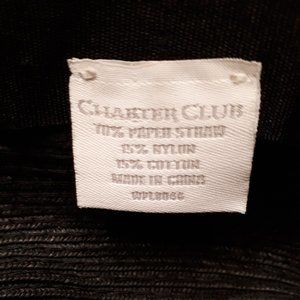 CHARTER CLUB
70% PAPER STRAW
15% NYLON
15% COTTON
MADE IN CHINA